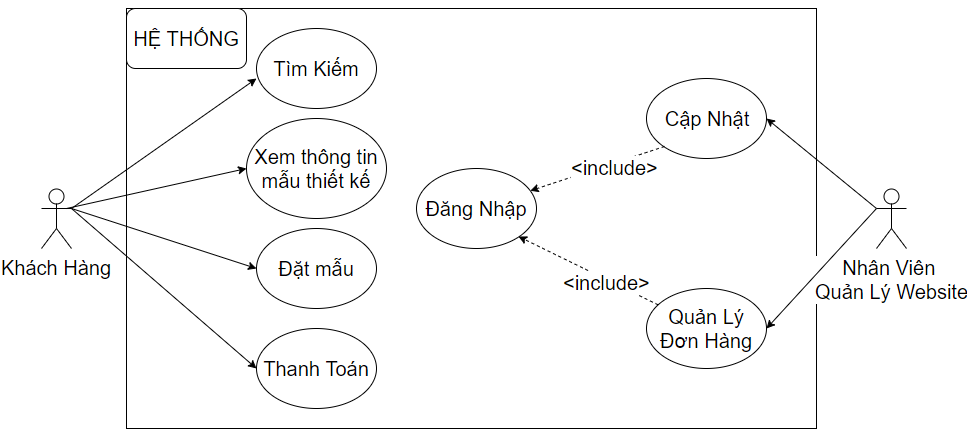 HỆ THỐNG
Tìm Kiếm
Xem thông tin
mẫu thiết kế
Đặt mẫu
Thanh Toán
Khách Hàng
Đăng Nhập
<include>
<include>
Cập Nhật
Quản Lý
Đơn Hàng
Nhân Viên
Quản Lý Website